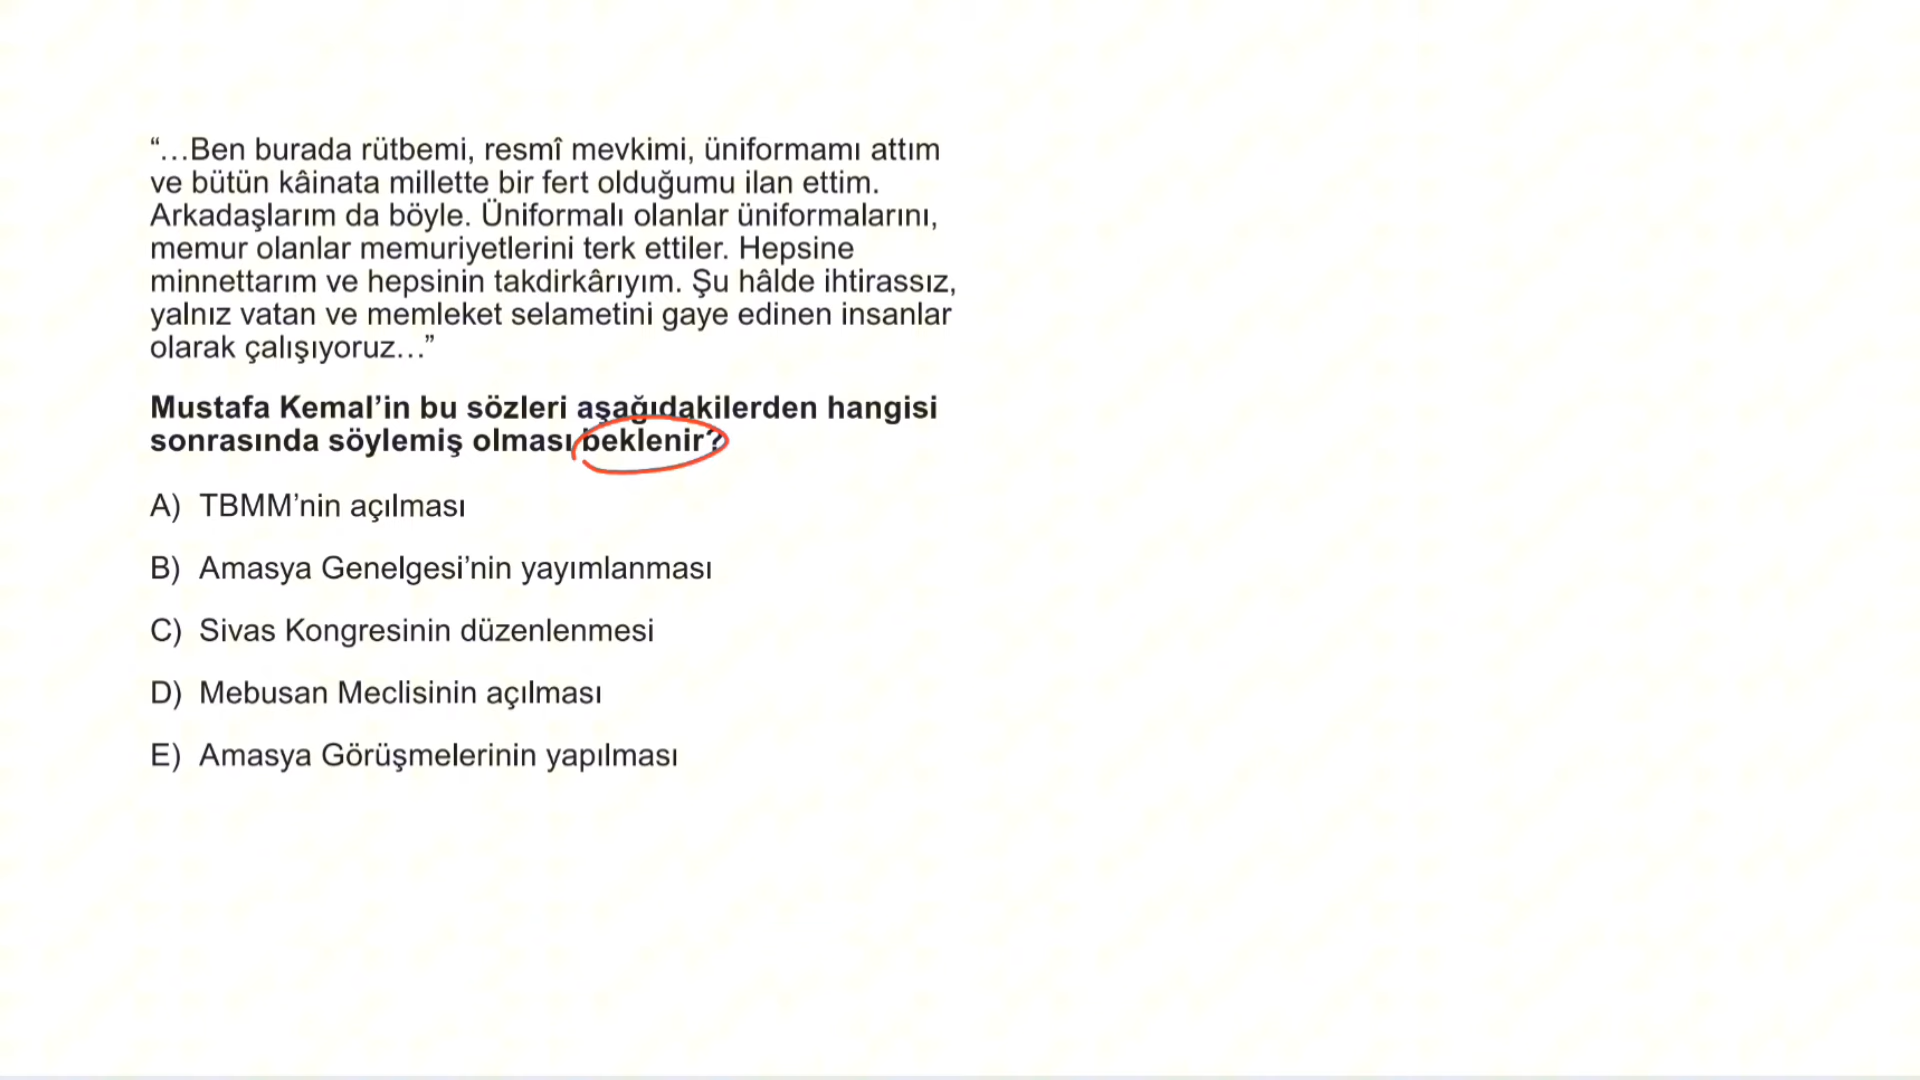 “…Ben burada rütbemi, resmî mevkimi, üniformamı attım
ve bütün kâinata millette bir fert olduğumu ilan ettim.
Arkadaşlarım da böyle. Üniformalı olanlar üniformalarını,
memur olanlar memuriyetlerini terk ettiler. Hepsine
minnettarım ve hepsinin takdirkârıyım. Şu hâlde ihtirassız,
yalnız vatan ve memleket selametini gaye edinen insanlar
olarak çalışıyoruz…”
Mustafa Kemal’in bu sözleri aşağıdakilerden hangisi
sonrasında söylemiş olması beklenir?
A) TBMM’nin açılması
B) Amasya Genelgesi’nin yayımlanması
C) Sivas Kongresinin düzenlenmesi
D) Mebusan Meclisinin açılması
E) Amasya Görüşmelerinin yapılması